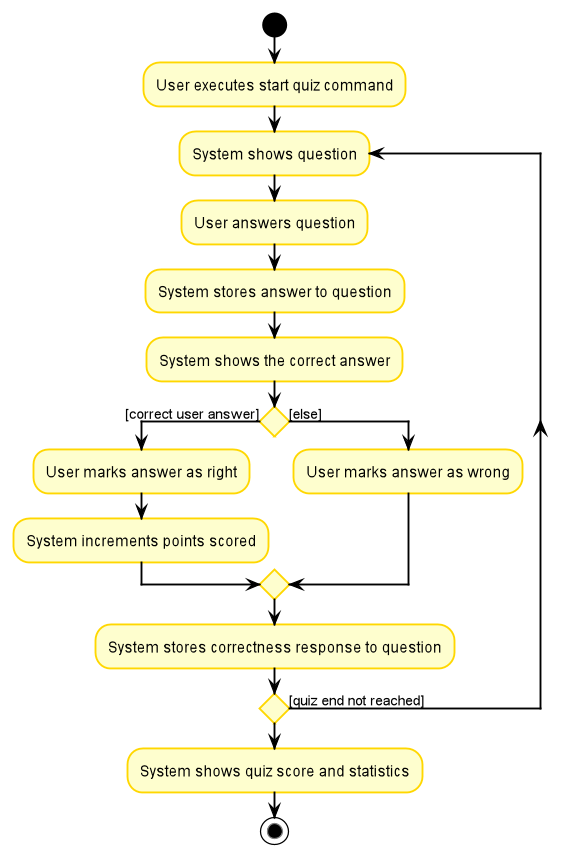 User executes start quiz command
System shows question
User answers question
System stores answer to question
System shows the correct answer
[correct user answer]
[else]
User marks answer as right
User marks answer as wrong
System increments points scored
System stores correctness response to question
[quiz end not reached]
System shows quiz score and statistics